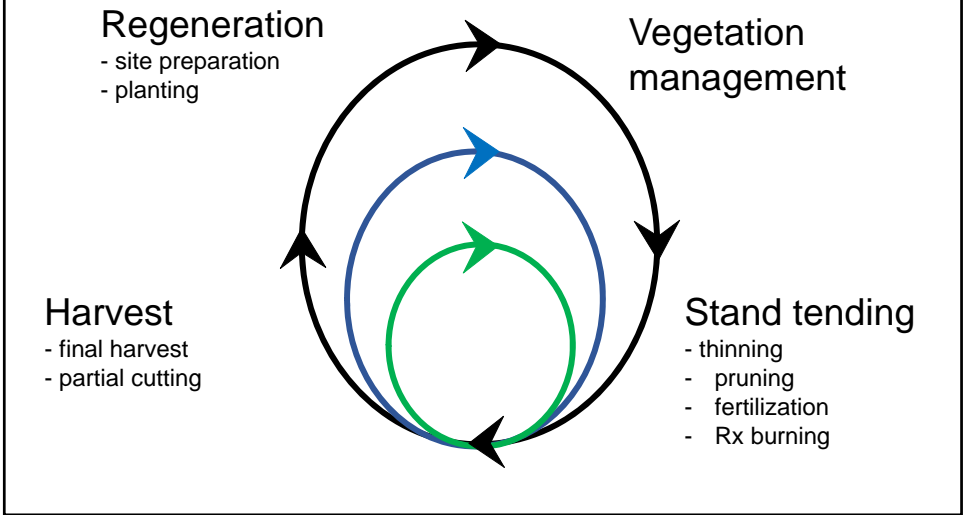 Regeneration
- site preparation
- planting
Vegetation
management
Harvest
- final harvest
- partial cutting
Stand tending
- thinning
- pruning
- fertilization
- Rx burning